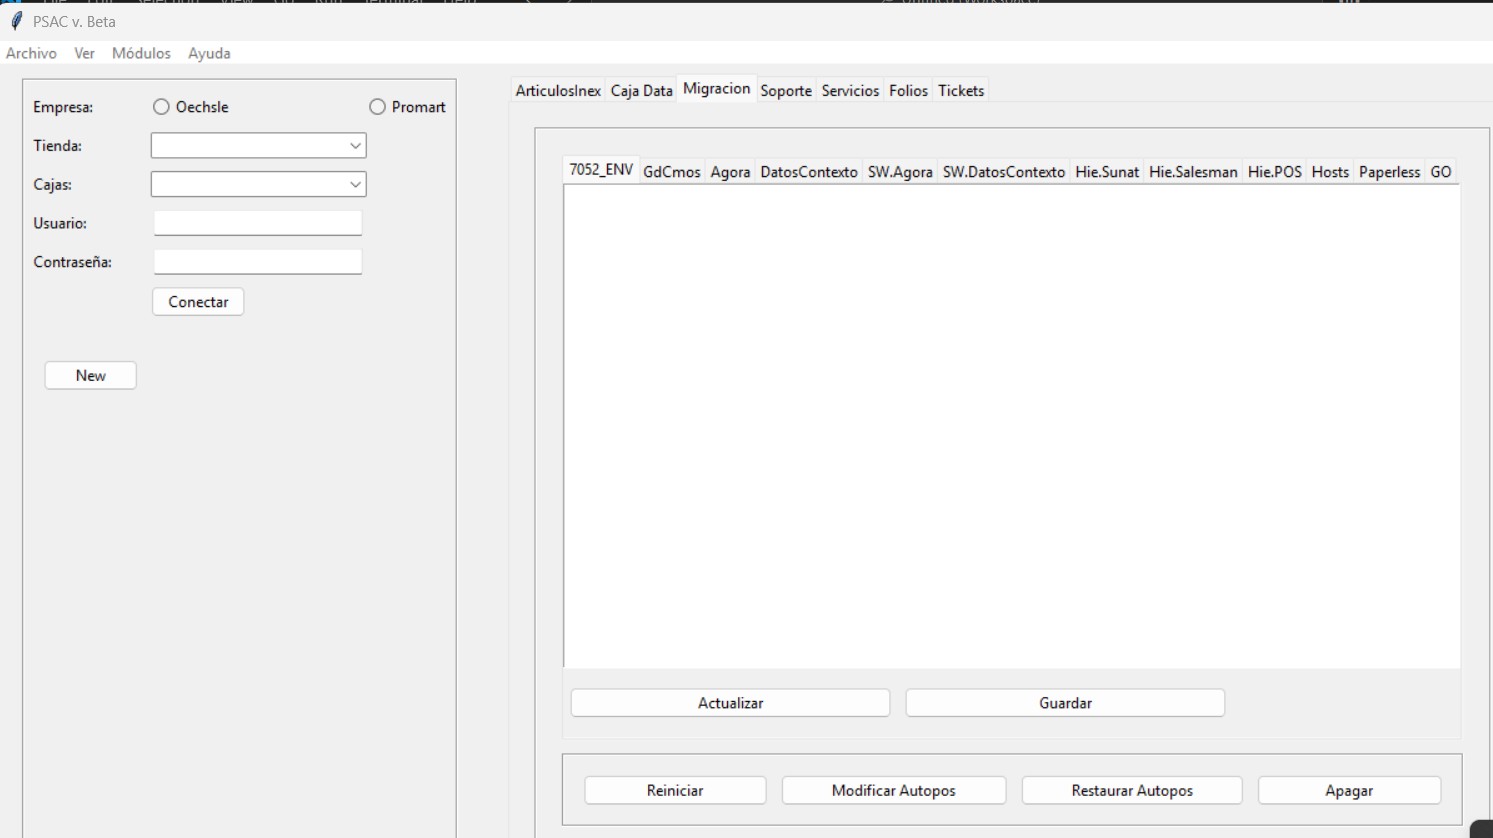 PSAC v. Beta
Archivo Ver Módulos Ayuda
Empresa: Oechsle Promart
Tienda:
Cajas:
Usuario:
Contraseña:
Conectar
New
ArticulosInex Caja Data Migracion Soporte Servicios Folios Tickets
7052_ENV GdCmos Agora DatosContexto SW.Agora SW.DatosContexto Hie.Sunat Hie.Salesman Hie.POS Hosts Paperless GO
Actualizar Guardar
Reiniciar Modificar Autopos Restaurar Autopos Apagar